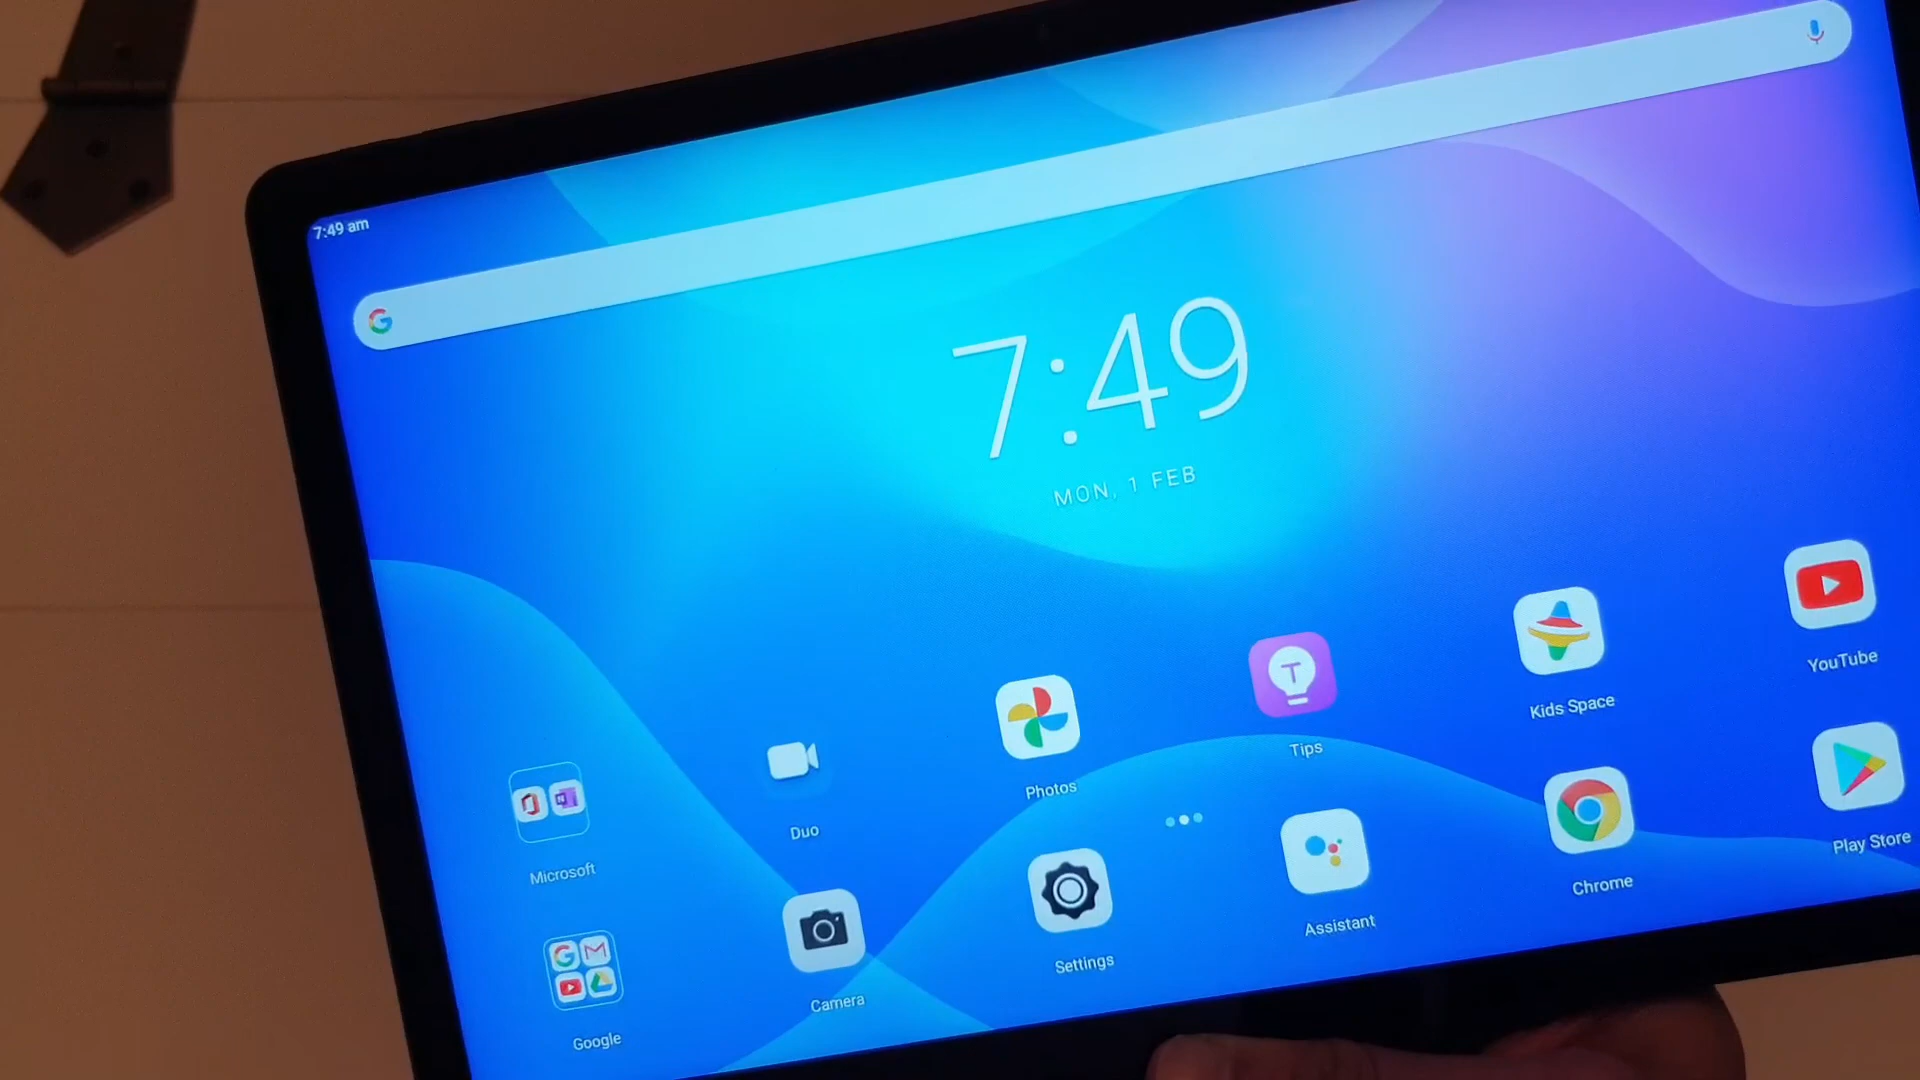 7:49 am
7:49
MON, 1 FEB
Microsoft
Duo
Photos
Tips
Kids Space
YouTube
Google
Camera
Settings
Assistant
Chrome
Play Store